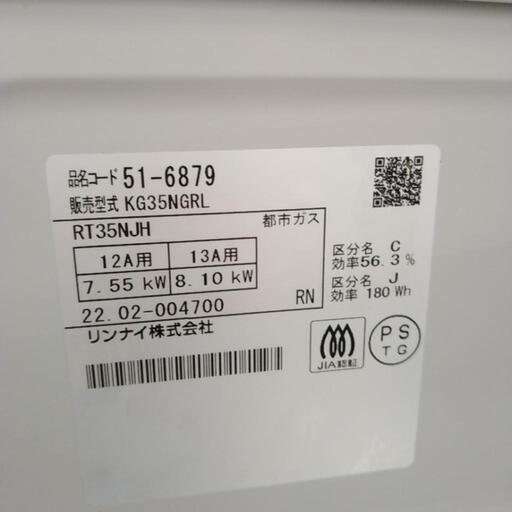 品名コード 51-6879
販売型式 KG35NGRL
RT35NJH 都市ガス
12A用 13A用
7.55 kW 8.10 kW
区分名 C
効率56.3%
区分名 J
効率 180 Wh
22.02-004700 RN
リンナイ株式会社
JIA認証
PS
TG